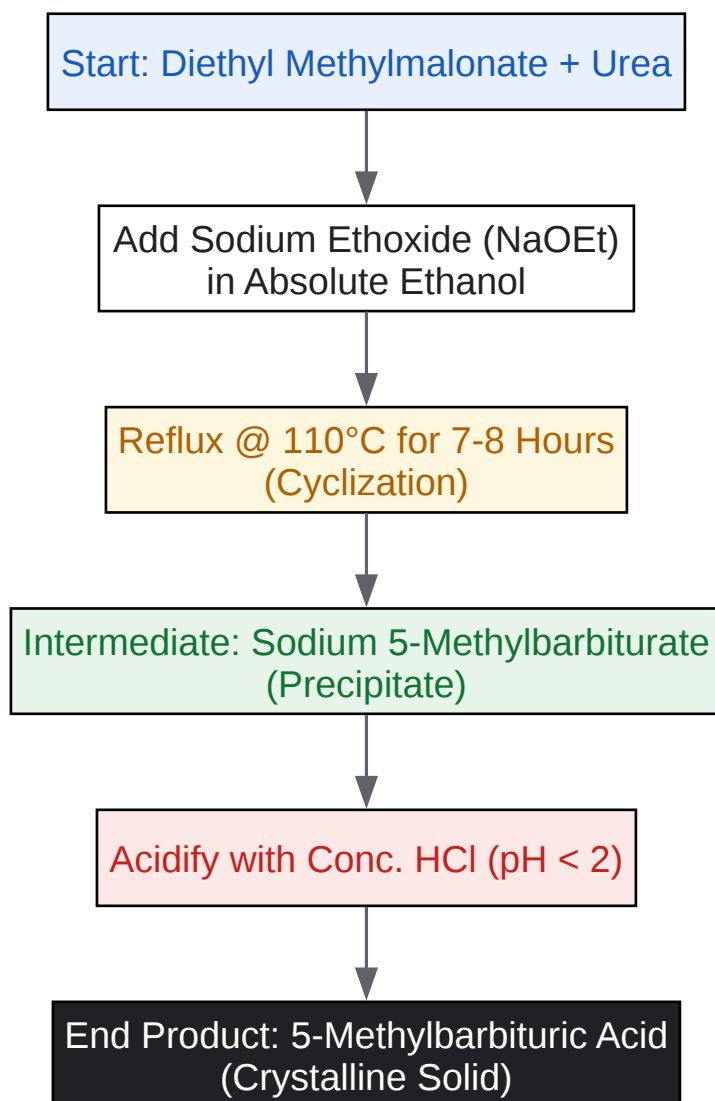 Start: Diethyl Methylmalonate + Urea
Add Sodium Ethoxide (NaOEt)
in Absolute Ethanol
Reflux @ 110°C for 7-8 Hours
(Cyclization)
Intermediate: Sodium 5-Methylbarbiturate
(Precipitate)
Acidify with Conc. HCl (pH < 2)
End Product: 5-Methylbarbituric Acid
(Crystalline Solid)